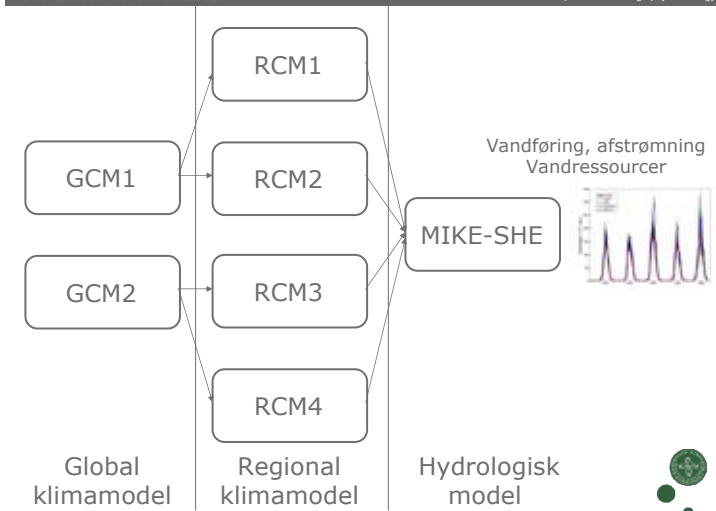 RCM1
Vandføring, afstrømning
Vandressourcer
GCM1
RCM2
MIKE-SHE
GCM2
RCM3
RCM4
Global
klimamodel
Regional
klimamodel
Hydrologisk
model